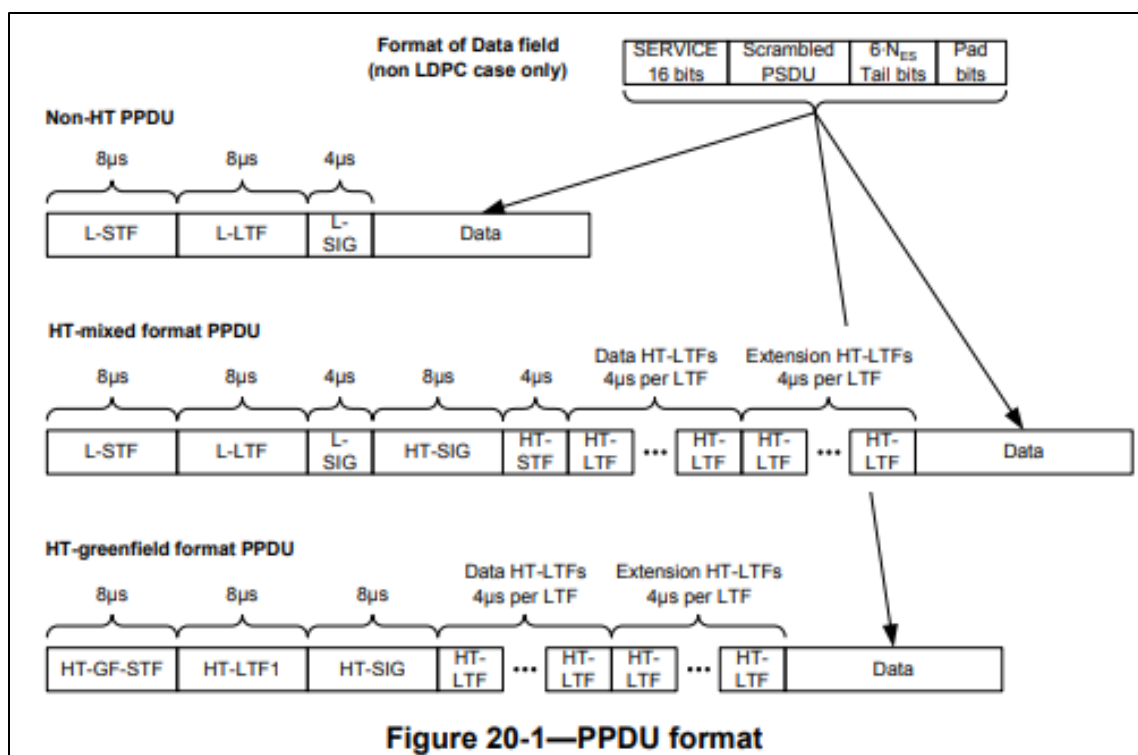 Format of Data field
(non LDPC case only)
SERVICE 16 bits
Scrambled PSDU
6·N_ES Tail bits
Pad bits
Non-HT PPDU
8µs 8µs 4µs
L-STF L-LTF L-SIG Data
HT-mixed format PPDU
Data HT-LTFs Extension HT-LTFs
8µs 8µs 4µs 8µs 4µs 4µs per LTF 4µs per LTF
L-STF L-LTF L-SIG HT-SIG HT-STF HT-LTF ••• HT-LTF HT-LTF ••• HT-LTF Data
HT-greenfield format PPDU
Data HT-LTFs Extension HT-LTFs
8µs 8µs 8µs 4µs per LTF 4µs per LTF
HT-GF-STF HT-LTF1 HT-SIG HT-LTF ••• HT-LTF HT-LTF ••• HT-LTF Data
Figure 20-1—PPDU format